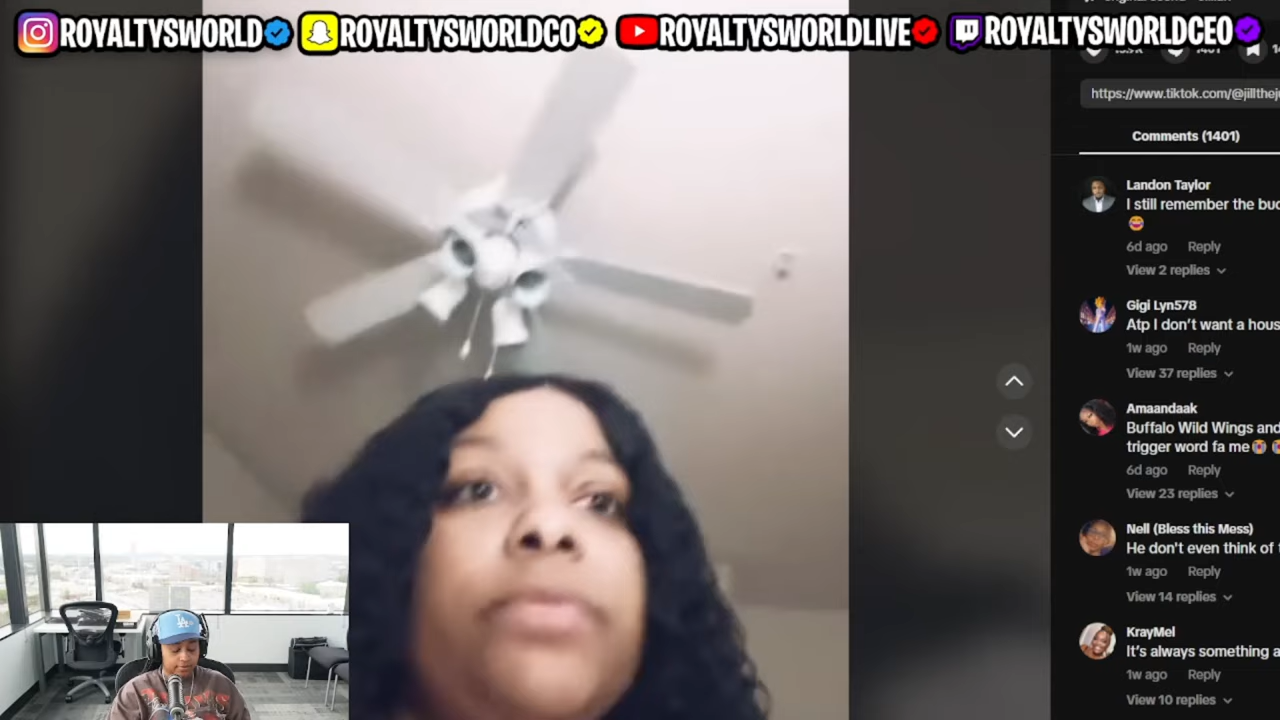 ROYALTYSWORLD ROYALTYSWORLDCO ROYALTYSWORLDLIVE ROYALTYSWORLDCEO
1401
https://www.tiktok.com/@jillthej
Comments (1401)
Landon Taylor
I still remember the
😂
6d ago Reply
View 2 replies
Gigi Lyn578
Atp I don't want a
1w ago Reply
View 37 replies
Amaandaak
Buffalo Wild Wings and
trigger word fa me😭
6d ago Reply
View 23 replies
Nell (Bless this Mess)
He don't even think of
1w ago Reply
View 14 replies
KrayMel
It's always something
1w ago Reply
View 10 replies
LA